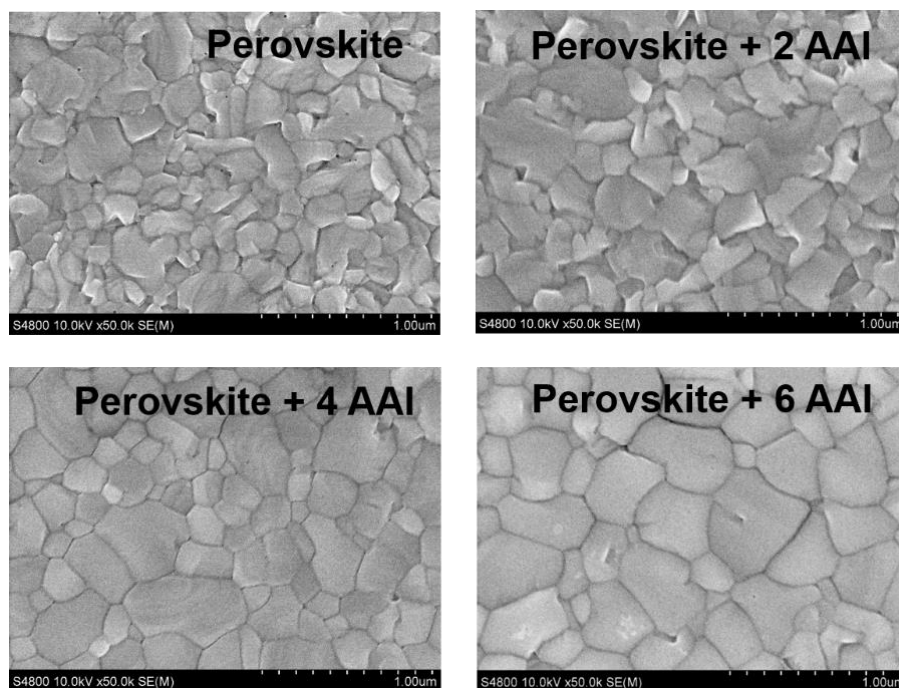 Perovskite
Perovskite + 2 AAI
S4800 10.0kV x50.0k SE(M) 1.00um
S4800 10.0kV x50.0k SE(M) 1.00um
Perovskite + 4 AAI
Perovskite + 6 AAI
S4800 10.0kV x50.0k SE(M) 1.00um
S4800 10.0kV x50.0k SE(M) 1.00um